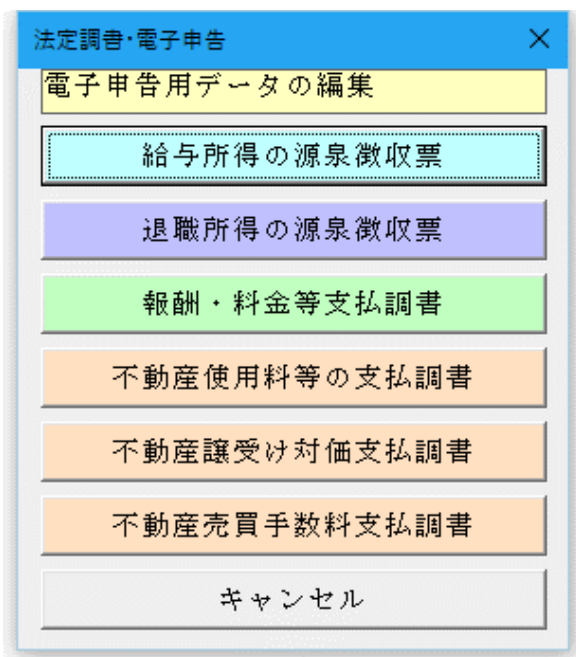 法定調書･電子申告
電子申告用データの編集
給与所得の源泉徴収票
退職所得の源泉徴収票
報酬・料金等支払調書
不動産使用料等の支払調書
不動産譲受け対価支払調書
不動産売買手数料支払調書
キャンセル